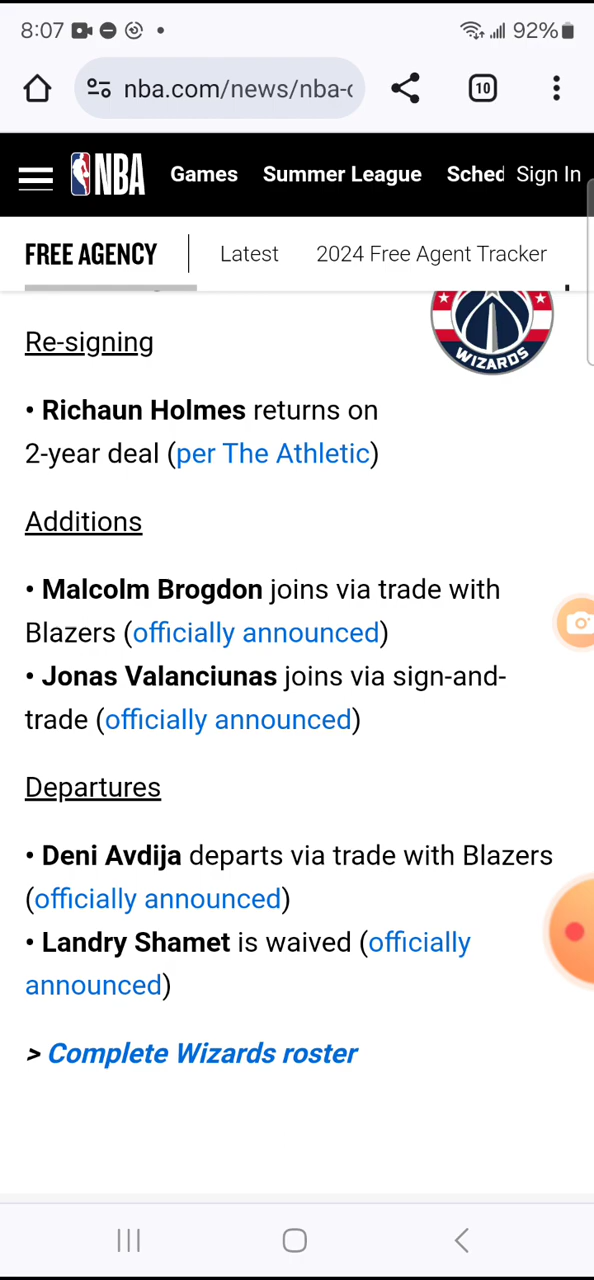 8:07 92%
nba.com/news/nba- 10
NBA Games Summer League Sched Sign In
FREE AGENCY Latest 2024 Free Agent Tracker
WIZARDS
Re-signing
• Richaun Holmes returns on
2-year deal (per The Athletic)
Additions
• Malcolm Brogdon joins via trade with
Blazers (officially announced)
• Jonas Valanciunas joins via sign-and-
trade (officially announced)
Departures
• Deni Avdija departs via trade with Blazers
(officially announced)
• Landry Shamet is waived (officially
announced)
> Complete Wizards roster